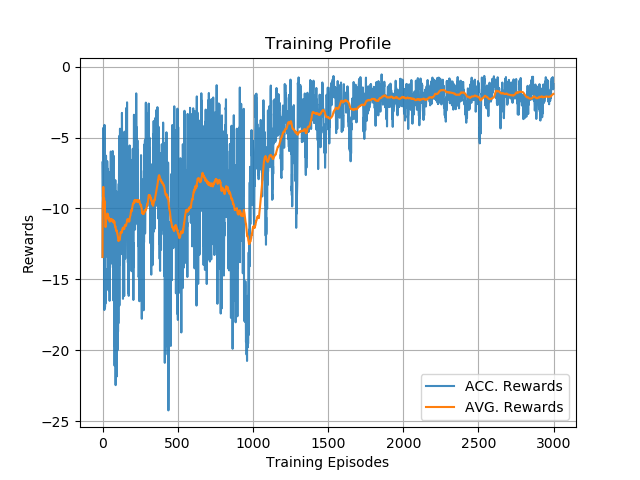 Training Profile
0
−5
−10
−15
−20
−25
Rewards
ACC. Rewards
AVG. Rewards
0 500 1000 1500 2000 2500 3000
Training Episodes